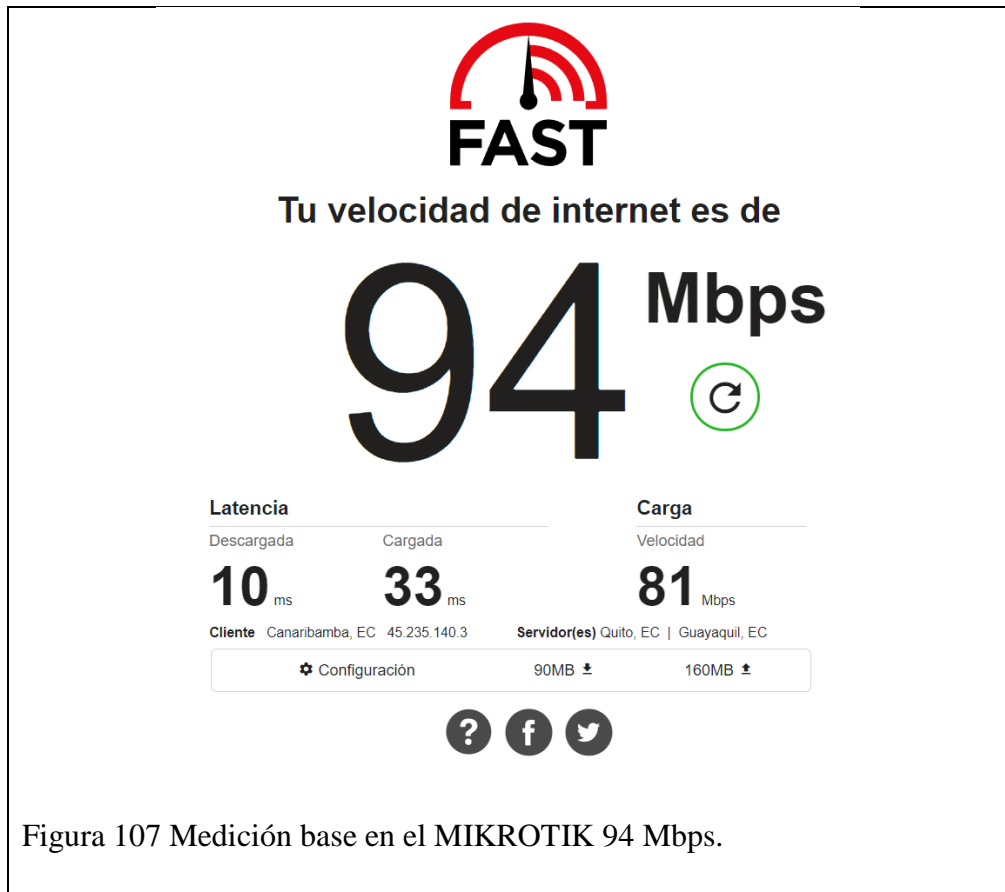 FAST
Tu velocidad de internet es de
94 Mbps
Latencia Carga
Descargada Cargada Velocidad
10 ms 33 ms 81 Mbps
Cliente Canaribamba, EC 45.235.140.3 Servidor(es) Quito, EC | Guayaquil, EC
Configuración 90MB 160MB
? f
Figura 107 Medición base en el MIKROTIK 94 Mbps.